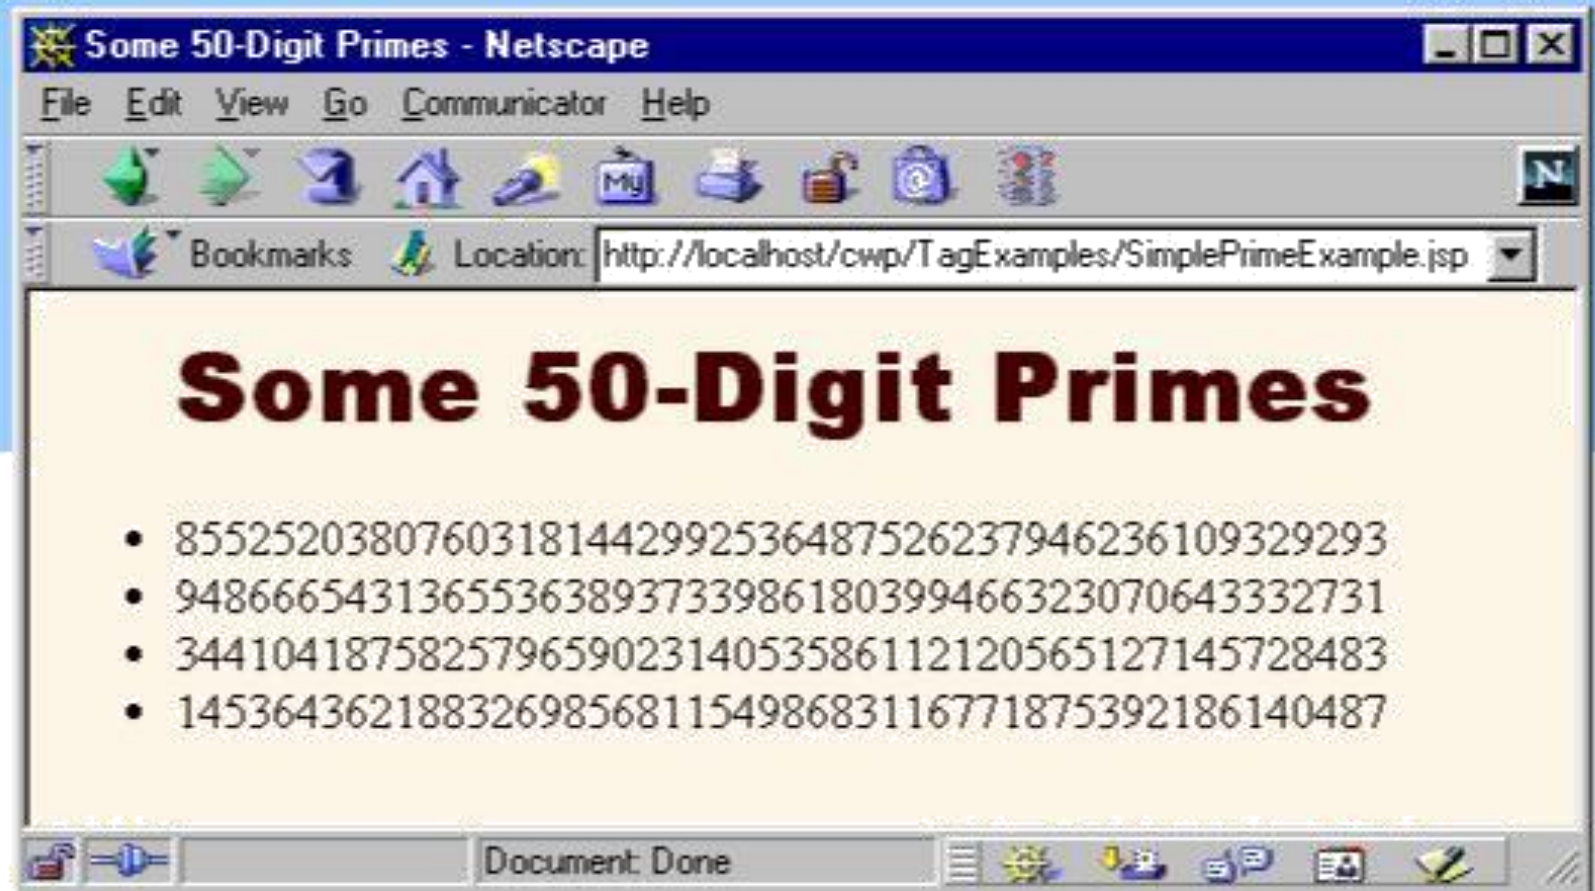 Some 50-Digit Primes - Netscape
File Edit View Go Communicator Help
My
N
Bookmarks Location: http://localhost/cwp/TagExamples/SimplePrimeExample.jsp
Some 50-Digit Primes
• 85525203807603181442992536487526237946236109329293
• 94866654313655363893733986180399466323070643332731
• 34410418758257965902314053586112120565127145728483
• 14536436218832698568115498683116771875392186140487
Document: Done